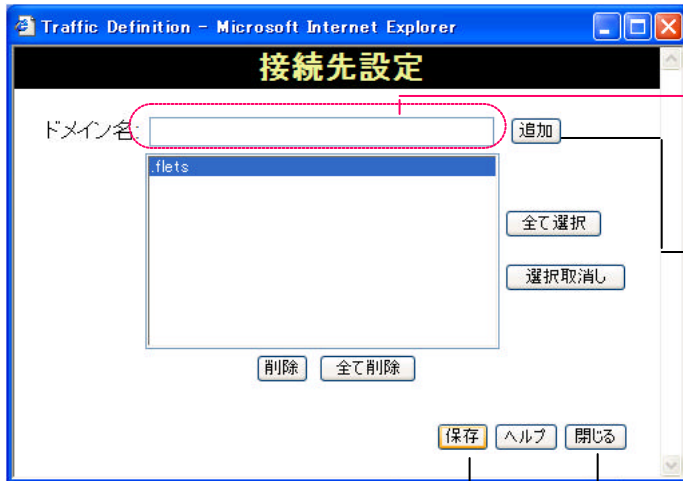 Traffic Definition - Microsoft Internet Explorer
接続先設定
ドメイン名:
追加
.flets
全て選択
選択取消し
削除
全て削除
保存
ヘルプ
閉じる